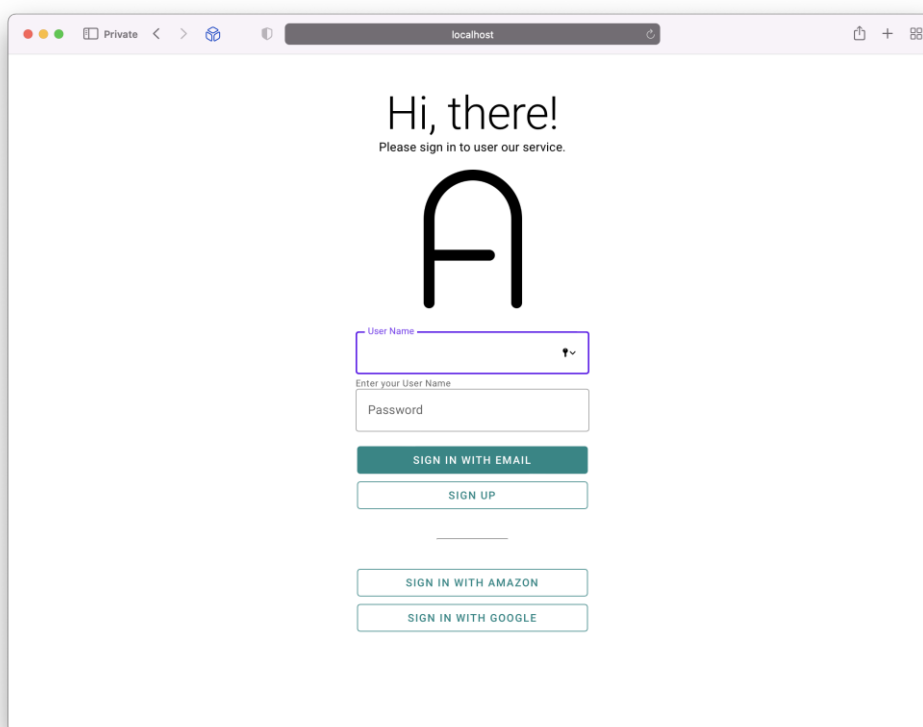 Private
localhost
Hi, there!
Please sign in to user our service.
User Name
Enter your User Name
Password
SIGN IN WITH EMAIL
SIGN UP
SIGN IN WITH AMAZON
SIGN IN WITH GOOGLE